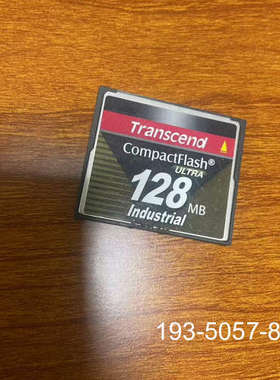 Transcend
CompactFlash®
ULTRA
128 MB
Industrial
193-5057-8